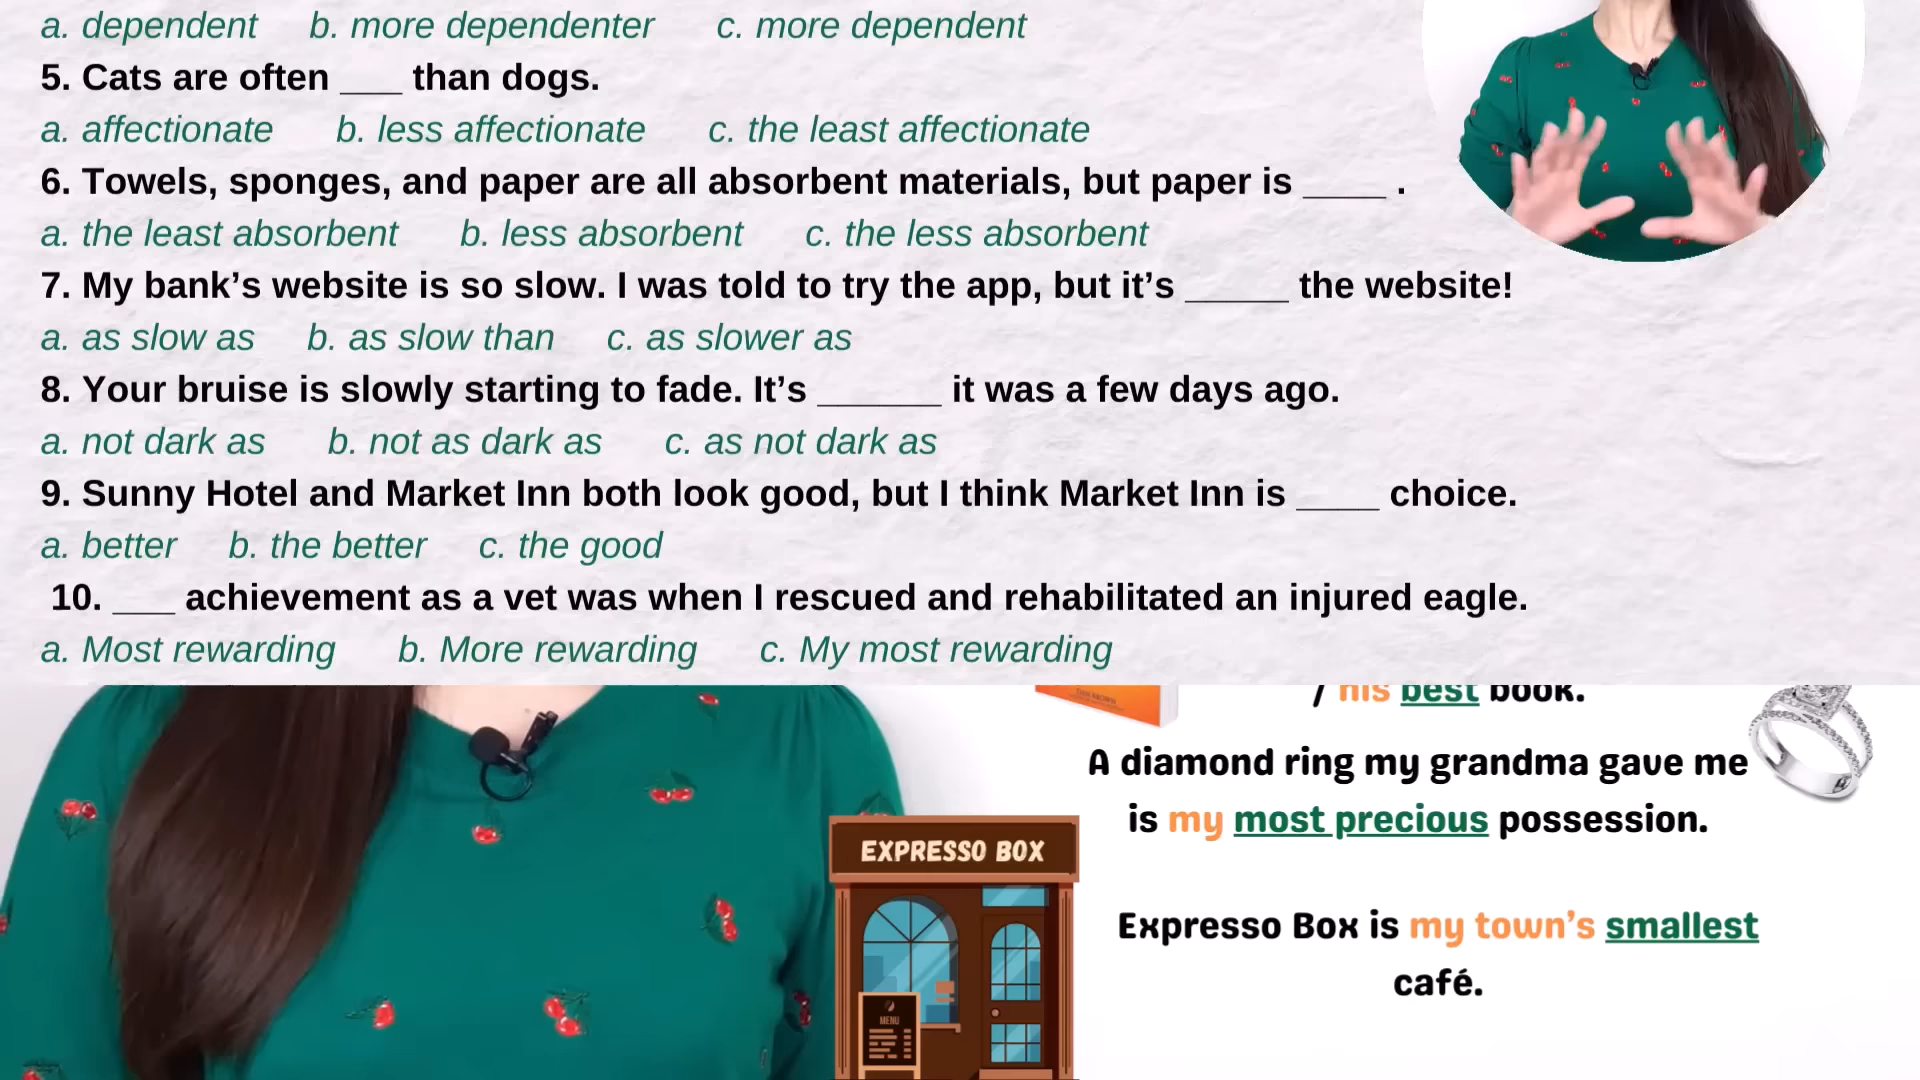 a. dependent b. more dependenter c. more dependent
5. Cats are often ___ than dogs.
a. affectionate b. less affectionate c. the least affectionate
6. Towels, sponges, and paper are all absorbent materials, but paper is ____ .
a. the least absorbent b. less absorbent c. the less absorbent
7. My bank’s website is so slow. I was told to try the app, but it’s _____ the website!
a. as slow as b. as slow than c. as slower as
8. Your bruise is slowly starting to fade. It’s ______ it was a few days ago.
a. not dark as b. not as dark as c. as not dark as
9. Sunny Hotel and Market Inn both look good, but I think Market Inn is ____ choice.
a. better b. the better c. the good
10. ___ achievement as a vet was when I rescued and rehabilitated an injured eagle.
a. Most rewarding b. More rewarding c. My most rewarding
/ his best book.
A diamond ring my grandma gave me
is my most precious possession.
EXPRESSO BOX
Expresso Box is my town’s smallest
café.
MENU